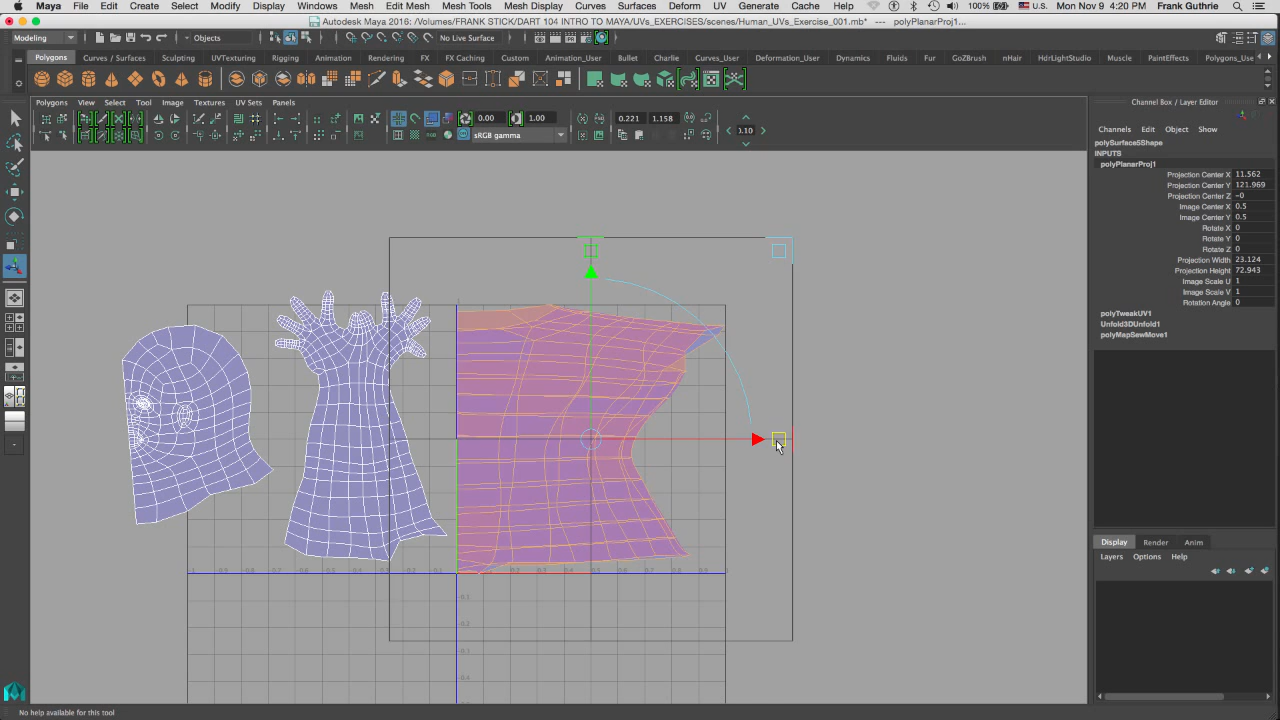 Maya File Edit Create Select Modify Display Windows Mesh Edit Mesh Mesh Tools Mesh Display Curves Surfaces Deform UV Generate Cache Help 100% U.S. Mon Nov 9 4:20 PM Frank Guthrie
Autodesk Maya 2016: /Volumes/FRANK STICK/DART 104 INTRO TO MAYA/UVs_EXERCISES/scenes/Human_UVs_Exercise_001.mb* --- polyPlanarProj1...
Modeling Objects No Live Surface
Polygons Curves / Surfaces Sculpting UVTexturing Rigging Animation Rendering FX FX Caching Custom Animation_User Bullet Charlie Curves_User Deformation_User Dynamics Fluids Fur GoZBrush nHair HdrLightStudio Muscle PaintEffects Polygons_Use
Polygons View Select Tool Image Textures UV Sets Panels
0.00 1.00 0.221 1.158
sRGB gamma
Channel Box / Layer Editor
Channels Edit Object Show
polySurface5Shape
INPUTS
polyPlanarProj1
Projection Center X 11.562
Projection Center Y 121.969
Projection Center Z -0
Image Center X 0.5
Image Center Y 0.5
Rotate X 0
Rotate Y 0
Rotate Z 0
Projection Width 23.124
Projection Height 72.943
Image Scale U 1
Image Scale V 1
Rotation Angle 0
polyTweakUV1
Unfold3DUnfold1
polyMapSewMove1
Display Render Anim
Layers Options Help
No help available for this tool